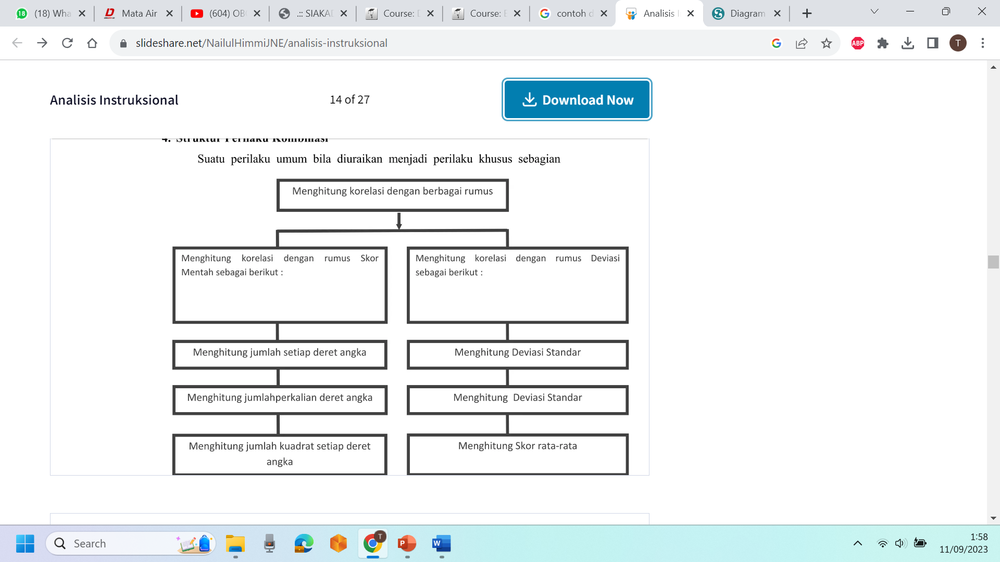 (18) Wha
Mata Air
(604) OB
.:: SIAKAD
Course: D
Course: E
contoh d
Analisis I
Diagram
slideshare.net/NailulHimmiJNE/analisis-instruksional
ABP
T
Analisis Instruksional
14 of 27
Download Now
4. Struktur Perilaku Kombinasi
Suatu perilaku umum bila diuraikan menjadi perilaku khusus sebagian
Menghitung korelasi dengan berbagai rumus
Menghitung korelasi dengan rumus Skor
Mentah sebagai berikut :
Menghitung korelasi dengan rumus Deviasi
sebagai berikut :
Menghitung jumlah setiap deret angka
Menghitung Deviasi Standar
Menghitung jumlahperkalian deret angka
Menghitung Deviasi Standar
Menghitung jumlah kuadrat setiap deret
angka
Menghitung Skor rata-rata
Search
1:58
11/09/2023